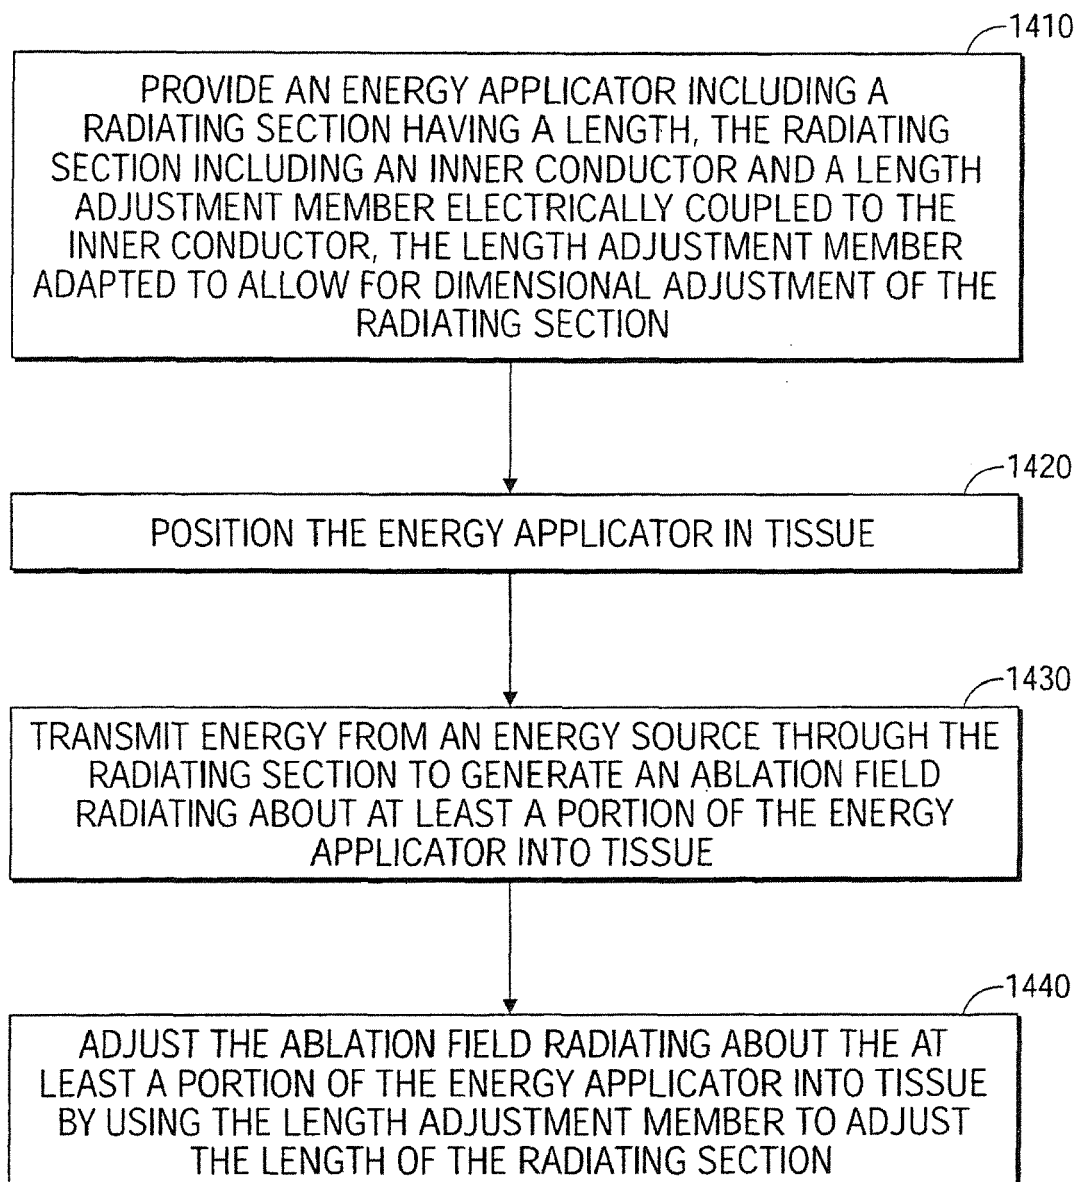 1410
PROVIDE AN ENERGY APPLICATOR INCLUDING A
RADIATING SECTION HAVING A LENGTH, THE RADIATING
SECTION INCLUDING AN INNER CONDUCTOR AND A LENGTH
ADJUSTMENT MEMBER ELECTRICALLY COUPLED TO THE
INNER CONDUCTOR, THE LENGTH ADJUSTMENT MEMBER
ADAPTED TO ALLOW FOR DIMENSIONAL ADJUSTMENT OF THE
RADIATING SECTION
1420
POSITION THE ENERGY APPLICATOR IN TISSUE
1430
TRANSMIT ENERGY FROM AN ENERGY SOURCE THROUGH THE
RADIATING SECTION TO GENERATE AN ABLATION FIELD
RADIATING ABOUT AT LEAST A PORTION OF THE ENERGY
APPLICATOR INTO TISSUE
1440
ADJUST THE ABLATION FIELD RADIATING ABOUT THE AT
LEAST A PORTION OF THE ENERGY APPLICATOR INTO TISSUE
BY USING THE LENGTH ADJUSTMENT MEMBER TO ADJUST
THE LENGTH OF THE RADIATING SECTION